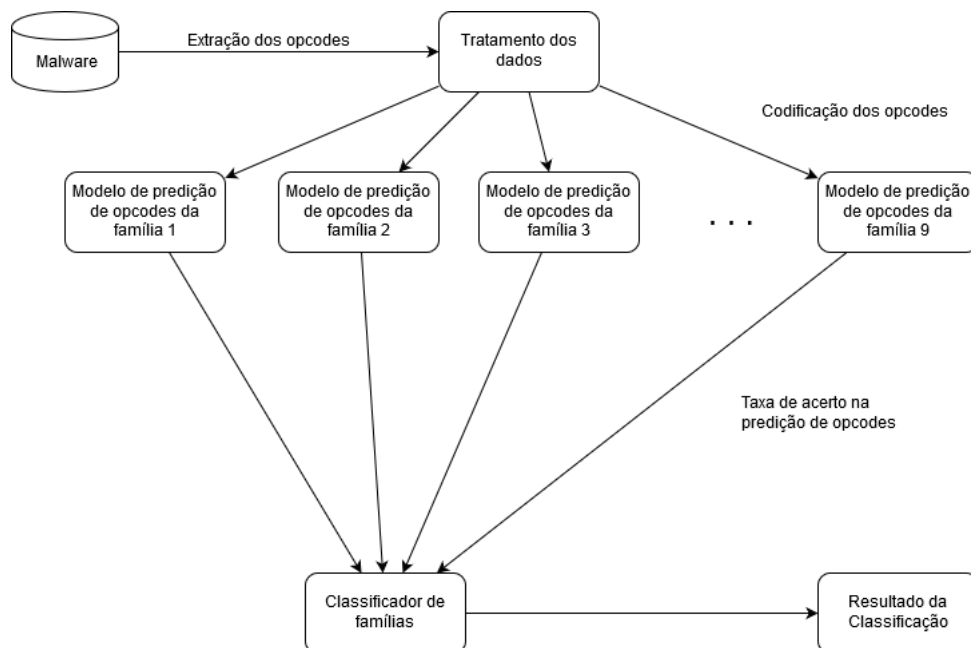 Malware
Extração dos opcodes
Tratamento dos
dados
Codificação dos opcodes
Modelo de predição
de opcodes da
família 1
Modelo de predição
de opcodes da
família 2
Modelo de predição
de opcodes da
família 3
. . .
Modelo de predição
de opcodes da
família 9
Taxa de acerto na
predição de opcodes
Classificador de
famílias
Resultado da
Classificação